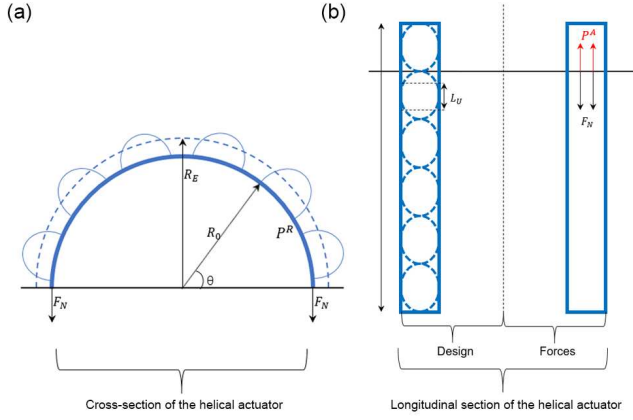 (a)
R_E
R_0
P^R
θ
F_N
F_N
Cross-section of the helical actuator
(b)
P^A
L_U
F_N
Design
Forces
Longitudinal section of the helical actuator